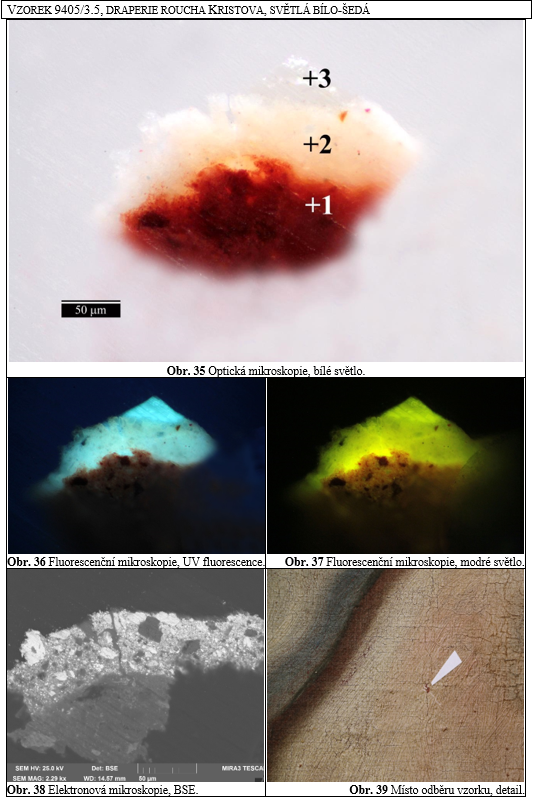 VZOREK 9405/3.5, DRAPERIE ROUCHA KRISTOVA, SVĚTLÁ BÍLO-ŠEDÁ
+3
+2
+1
50 µm
Obr. 35 Optická mikroskopie, bílé světlo.
Obr. 36 Fluorescenční mikroskopie, UV fluorescence.
Obr. 37 Fluorescenční mikroskopie, modré světlo.
SEM HV: 25.0 kV
Det: BSE
MIRA3 TESCA
SEM MAG: 2.29 kx
WD: 14.57 mm
50 µm
Obr. 38 Elektronová mikroskopie, BSE.
Obr. 39 Místo odběru vzorku, detail.